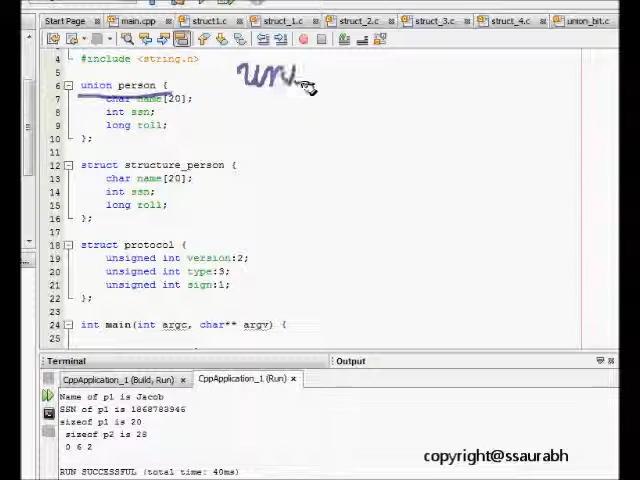 Start Page main.cpp struct1.c struct_1.c struct_2.c struct_3.c struct_4.c union_bit.c
4 #include <string.h>
5
6 union person {
7 char name[20];
8 int ssn;
9 long roll;
10 };
11
12 struct structure_person {
13 char name[20];
14 int ssn;
15 long roll;
16 };
17
18 struct protocol {
19 unsigned int version:2;
20 unsigned int type:3;
21 unsigned int sign:1;
22 };
23
24 int main(int argc, char** argv) {
25
uni
Terminal Output
CppApplication_1 (Build, Run) CppApplication_1 (Run)
Name of p1 is Jacob
SSN of p1 is 1868783946
sizeof p1 is 20
sizeof p2 is 28
0 6 2
RUN SUCCESSFUL (total time: 40ms)
copyright@ssaurabh